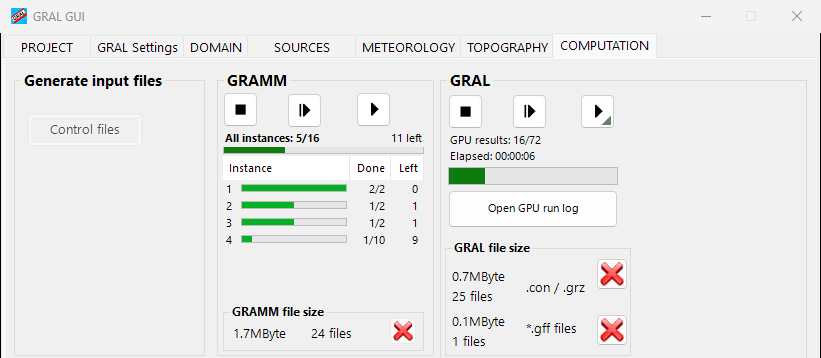 GRAL GUI
PROJECT GRAL Settings DOMAIN SOURCES METEOROLOGY TOPOGRAPHY COMPUTATION
Generate input files
Control files
GRAMM
All instances: 5/16 11 left
Instance Done Left
1 2/2 0
2 1/2 1
3 1/2 1
4 1/10 9
GRAMM file size
1.7MByte 24 files
GRAL
GPU results: 16/72
Elapsed: 00:00:06
Open GPU run log
GRAL file size
0.7MByte
25 files
.con / .grz
0.1MByte
1 files
*.gff files